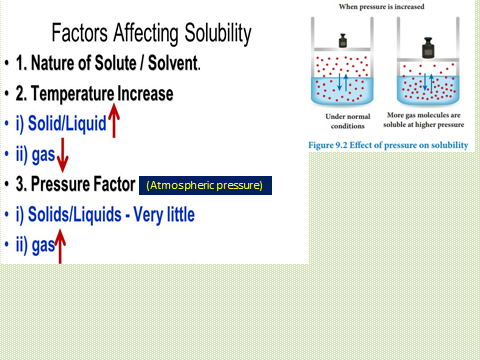 Factors Affecting Solubility
• 1. Nature of Solute / Solvent.
• 2. Temperature Increase
• i) Solid/Liquid
• ii) gas
• 3. Pressure Factor (Atmospheric pressure)
• i) Solids/Liquids - Very little
• ii) gas
When pressure is increased
Under normal
conditions
More gas molecules are
soluble at higher pressure
Figure 9.2 Effect of pressure on solubility